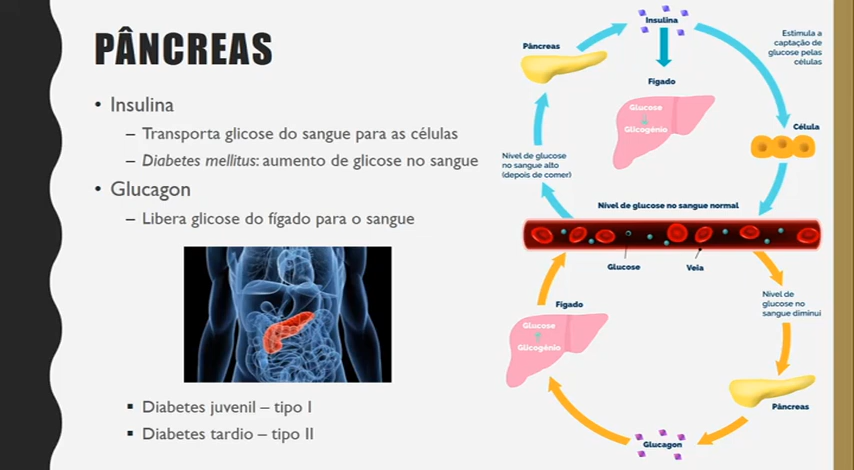 PÂNCREAS
• Insulina
– Transporta glicose do sangue para as células
– Diabetes mellitus: aumento de glicose no sangue
• Glucagon
– Libera glicose do fígado para o sangue
▪ Diabetes juvenil – tipo I
▪ Diabetes tardio – tipo II
Insulina
Pâncreas
Estimula a
captação de
glucose pelas
células
Fígado
Glucose
Glicogénio
Célula
Nível de glucose
no sangue alto
(depois de comer)
Nível de glucose no sangue normal
Glucose
Veia
Nível de
glucose no
sangue diminui
Fígado
Glucose
Glicogénio
Pâncreas
Glucagon